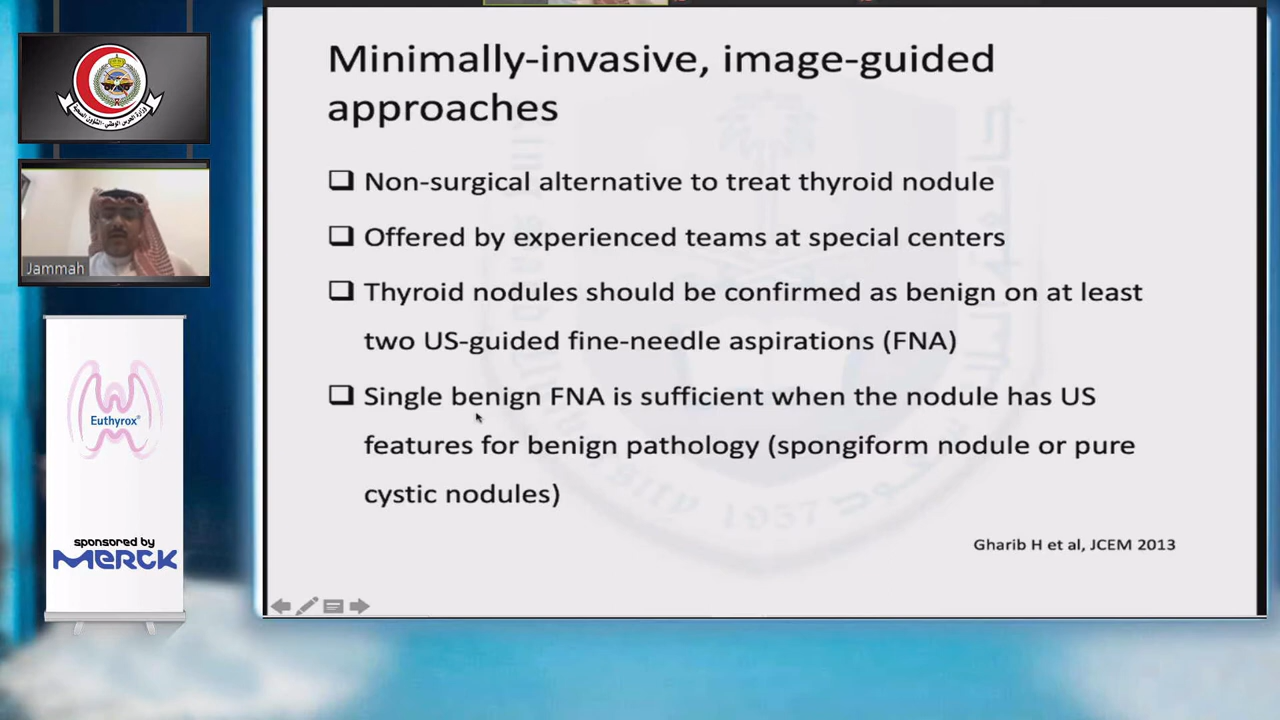 Minimally-invasive, image-guided
approaches
❑ Non-surgical alternative to treat thyroid nodule
❑ Offered by experienced teams at special centers
❑ Thyroid nodules should be confirmed as benign on at least
two US-guided fine-needle aspirations (FNA)
❑ Single benign FNA is sufficient when the nodule has US
features for benign pathology (spongiform nodule or pure
cystic nodules)
Gharib H et al, JCEM 2013
Jammah
Euthyrox®
sponsored by
MERCK
1957